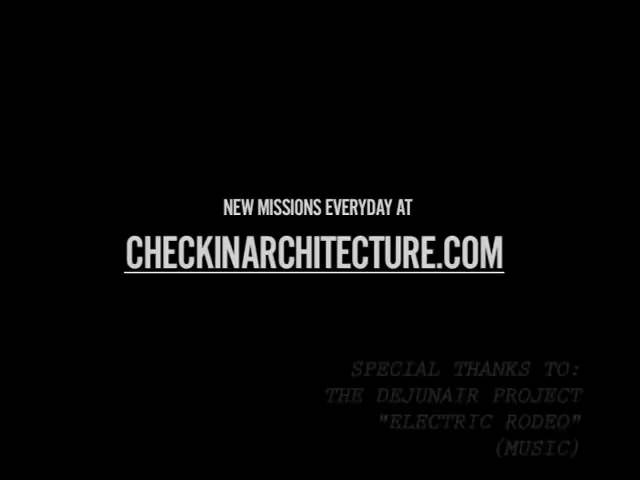 NEW MISSIONS EVERYDAY AT
CHECKINARCHITECTURE.COM
SPECIAL THANKS TO:
THE DEJUNAIR PROJECT
"ELECTRIC RODEO"
(MUSIC)